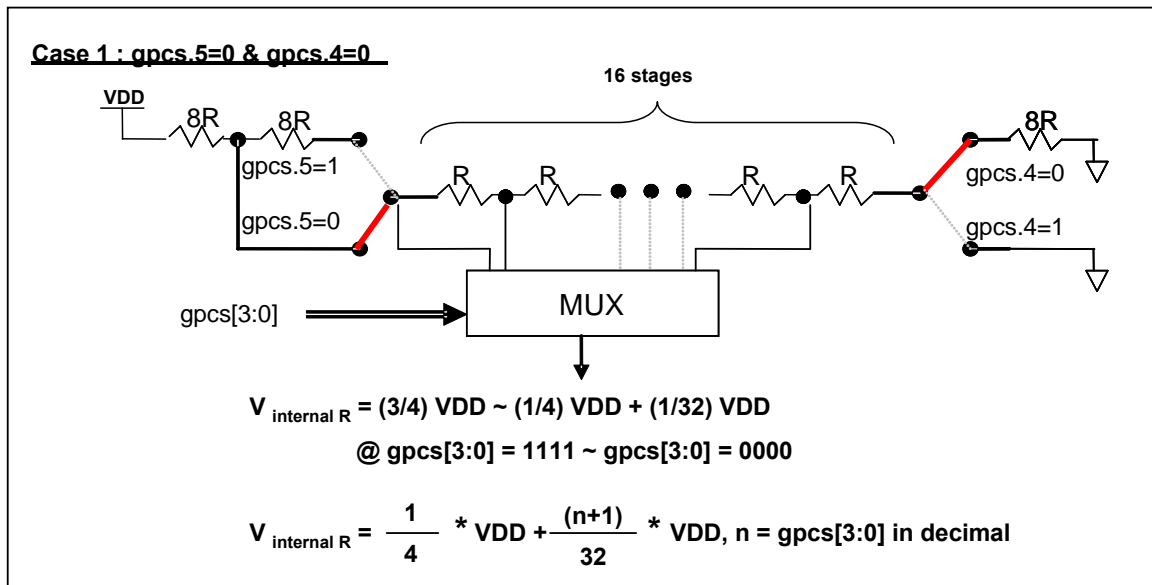 Case 1 : gpcs.5=0 & gpcs.4=0
16 stages
VDD
8R
8R
8R
gpcs.5=1
gpcs.4=0
R
R
R
R
gpcs.5=0
gpcs.4=1
MUX
gpcs[3:0]
V internal R = (3/4) VDD ~ (1/4) VDD + (1/32) VDD
@ gpcs[3:0] = 1111 ~ gpcs[3:0] = 0000
V internal R = 1/4 * VDD + (n+1)/32 * VDD, n = gpcs[3:0] in decimal